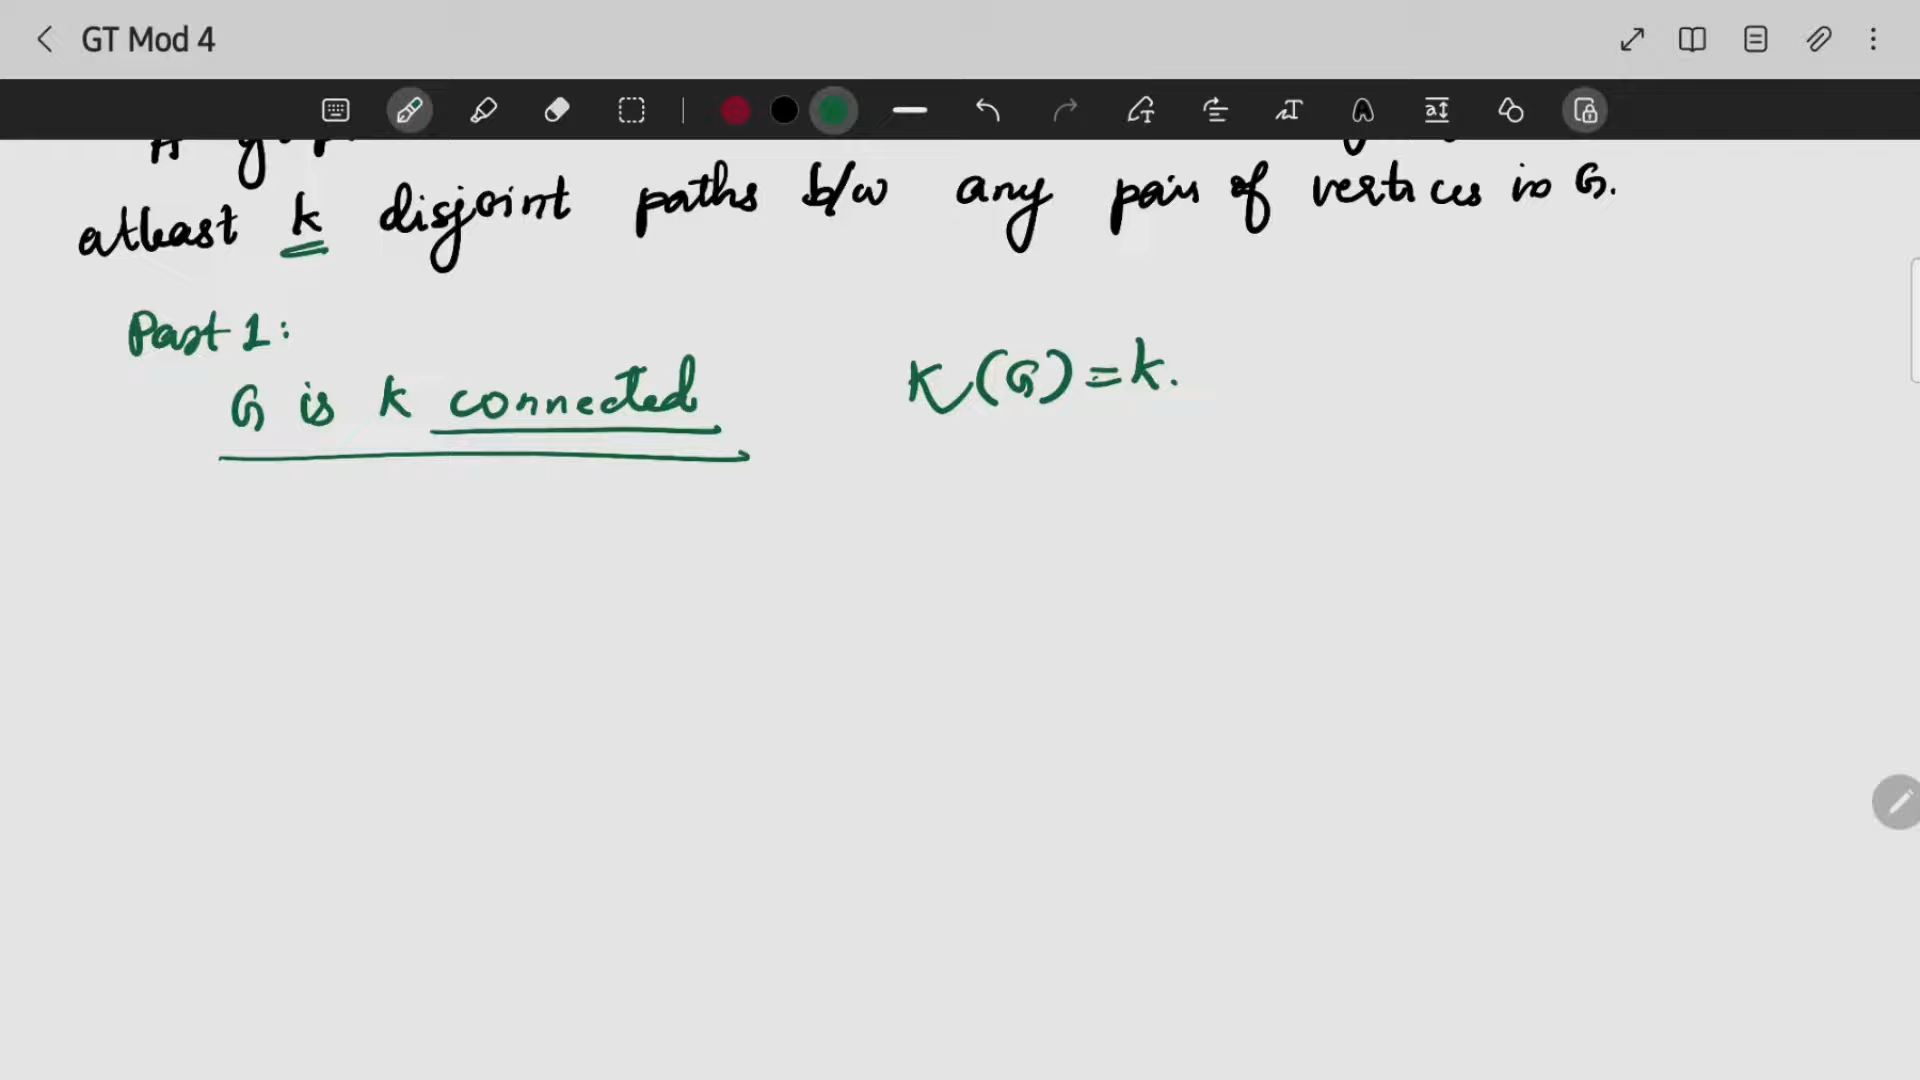 GT Mod 4
atleast k disjoint paths b/w any pair of vertices in G.
Part 1:
G is k connected
K(G)=k.